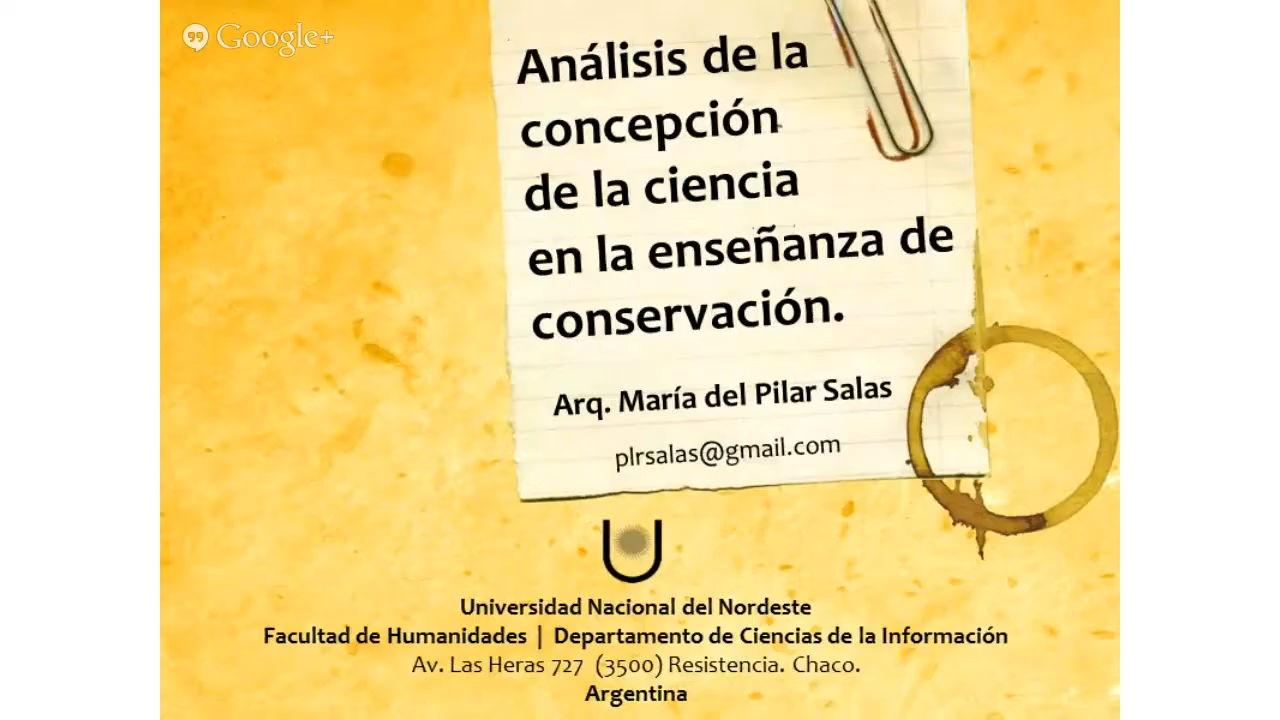 Google+
Análisis de la
concepción
de la ciencia
en la enseñanza de
conservación.
Arq. María del Pilar Salas
plrsalas@gmail.com
Universidad Nacional del Nordeste
Facultad de Humanidades | Departamento de Ciencias de la Información
Av. Las Heras 727 (3500) Resistencia. Chaco.
Argentina